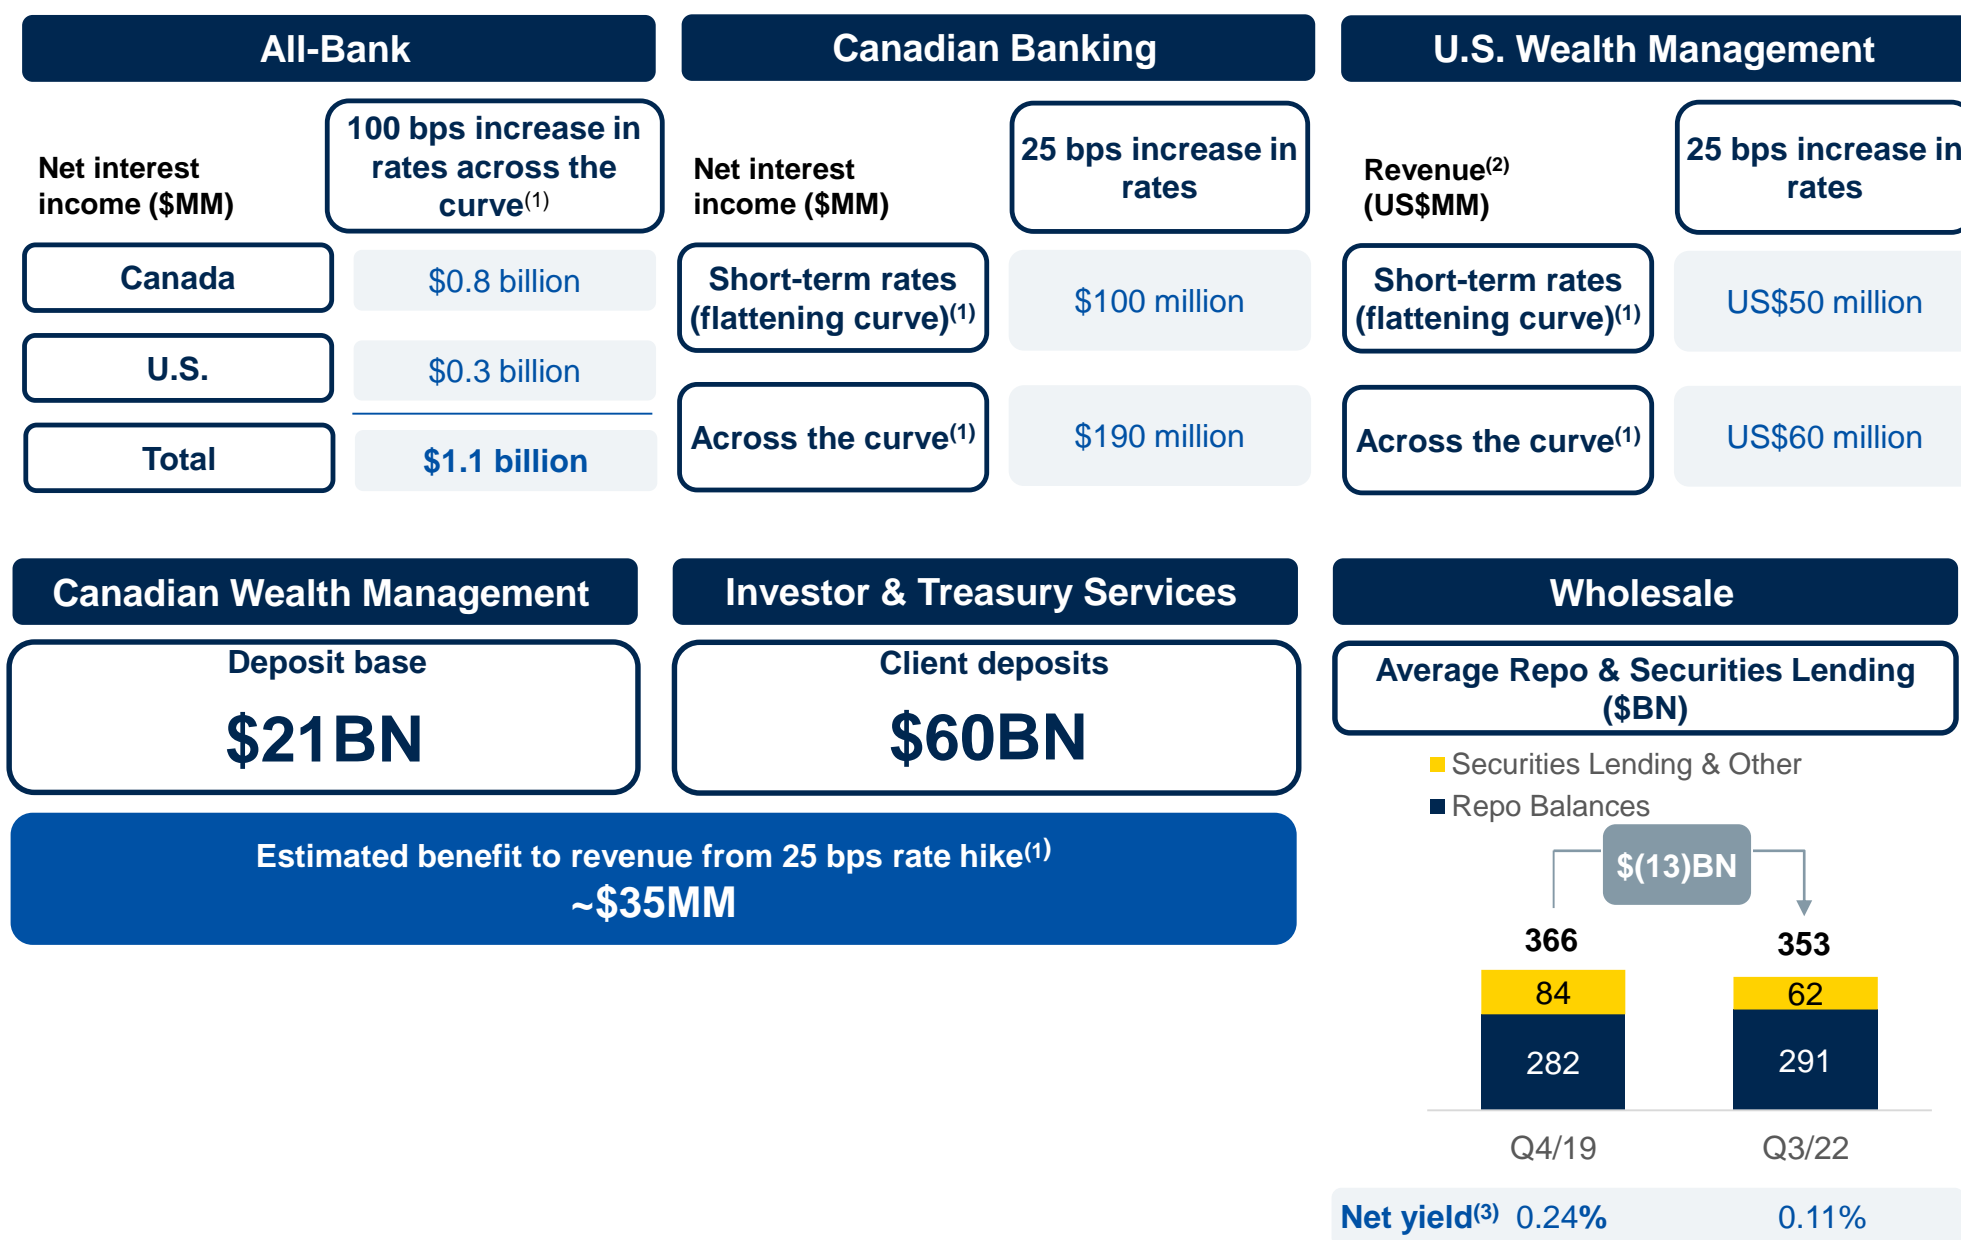 All-Bank
Net interest
income ($MM)
100 bps increase in
rates across the
curve(1)
Canada
$0.8 billion
U.S.
$0.3 billion
Total
$1.1 billion
Canadian Banking
Net interest
income ($MM)
25 bps increase in
rates
Short-term rates
(flattening curve)(1)
$100 million
Across the curve(1)
$190 million
U.S. Wealth Management
Revenue(2)
(US$MM)
25 bps increase in
rates
Short-term rates
(flattening curve)(1)
US$50 million
Across the curve(1)
US$60 million
Canadian Wealth Management
Deposit base
$21BN
Investor & Treasury Services
Client deposits
$60BN
Estimated benefit to revenue from 25 bps rate hike(1)
~$35MM
Wholesale
Average Repo & Securities Lending
($BN)
Securities Lending & Other
Repo Balances
$(13)BN
366 353
84 62
282 291
Q4/19 Q3/22
Net yield(3) 0.24% 0.11%